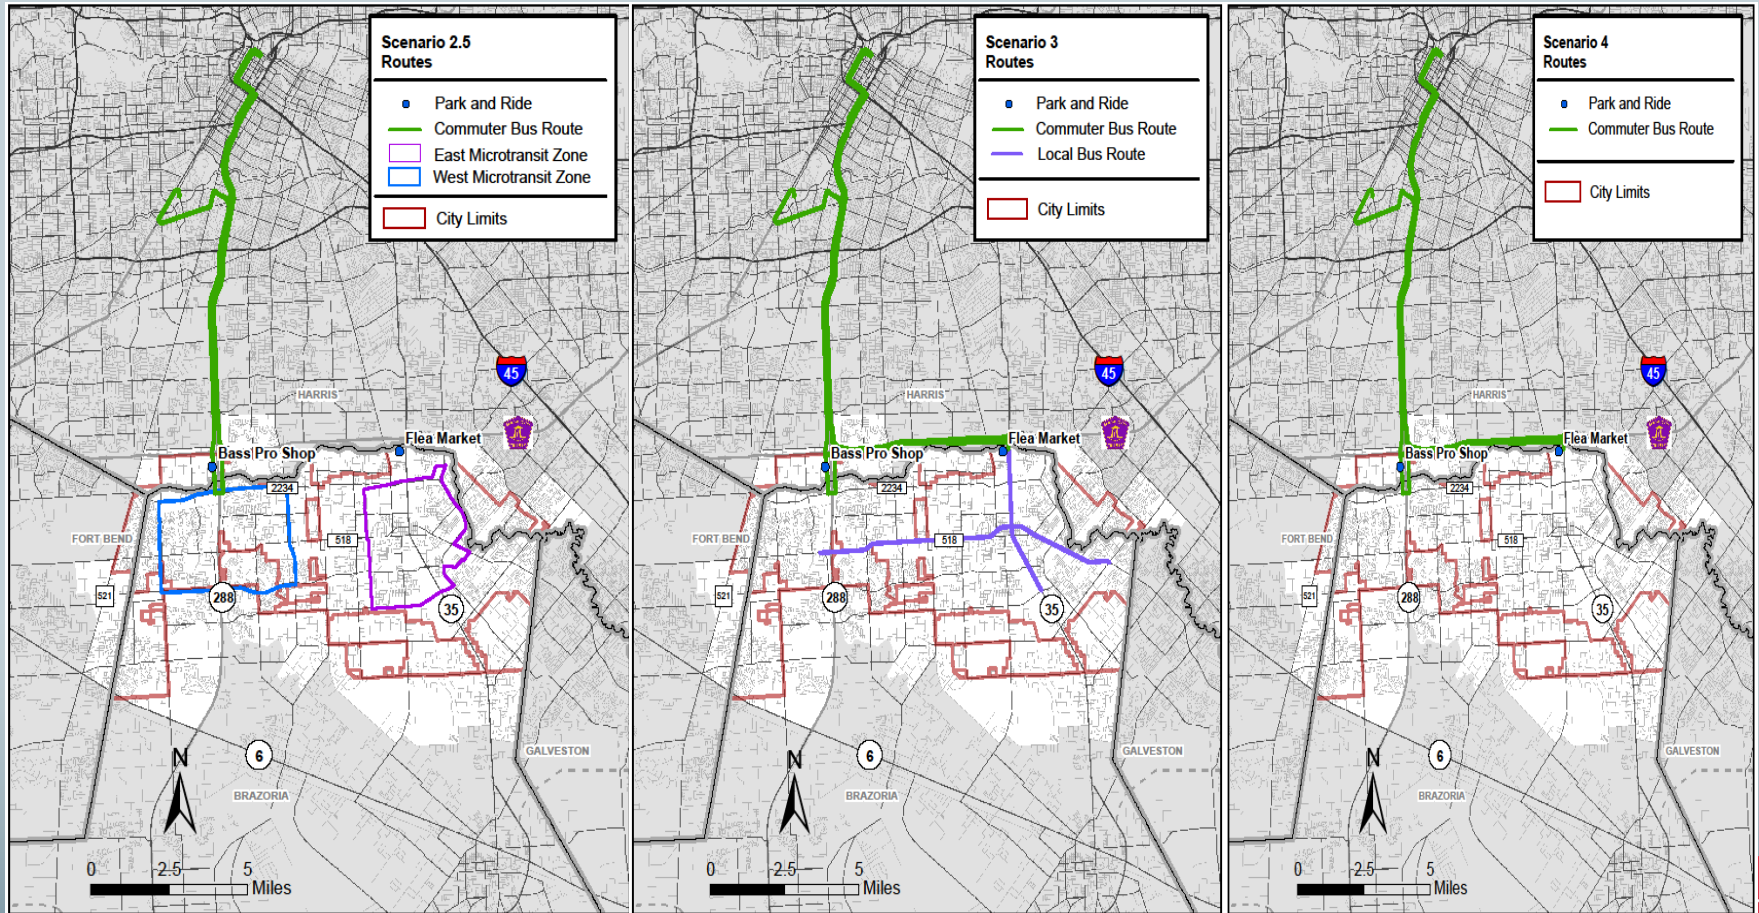 Scenario 2.5
Routes
Park and Ride
Commuter Bus Route
East Microtransit Zone
West Microtransit Zone
City Limits
45
HARRIS
Flea Market
Bass Pro Shop
2234
FORT BEND
518
521
288
35
N
6
GALVESTON
BRAZORIA
0 2.5 5
Miles
Scenario 3
Routes
Park and Ride
Commuter Bus Route
Local Bus Route
City Limits
45
HARRIS
Flea Market
Bass Pro Shop
2234
FORT BEND
518
521
288
35
N
6
GALVESTON
BRAZORIA
0 2.5 5
Miles
Scenario 4
Routes
Park and Ride
Commuter Bus Route
City Limits
45
HARRIS
Flea Market
Bass Pro Shop
2234
FORT BEND
518
521
288
35
N
6
GALVESTON
BRAZORIA
0 2.5 5
Miles